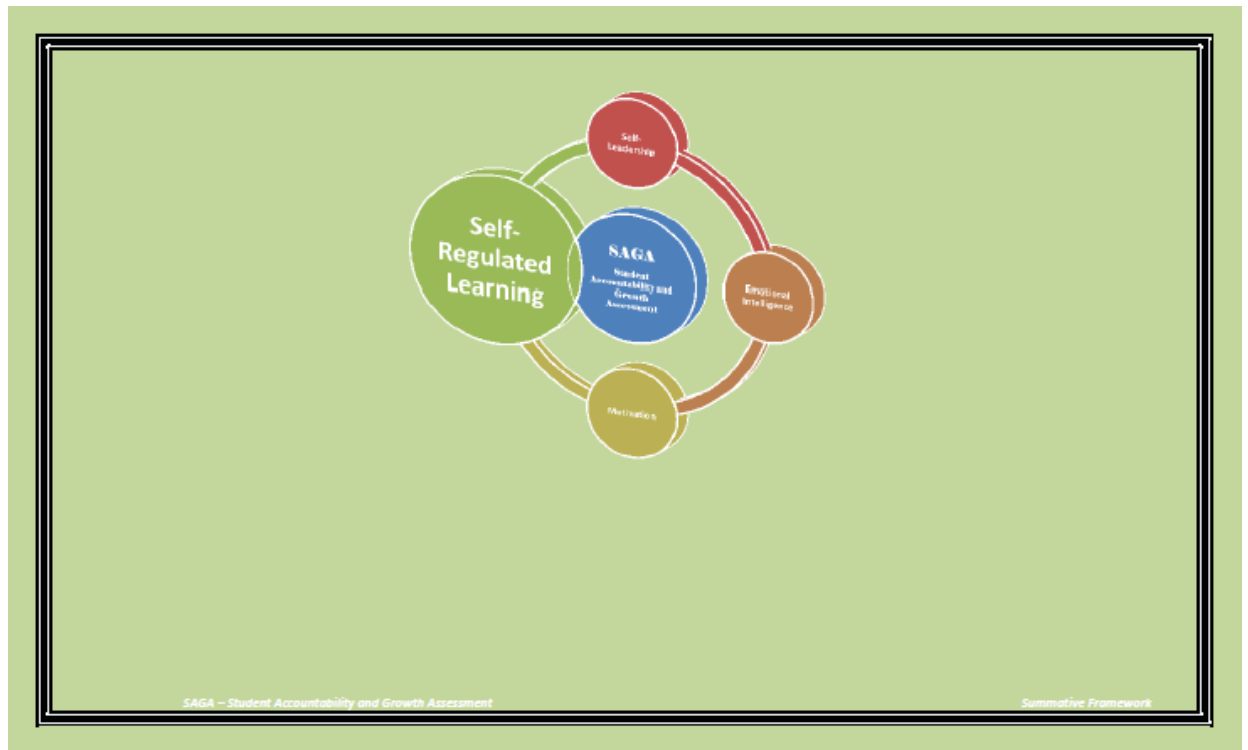 Self-
Leadership
Self-
Regulated
Learning
SAGA
Student
Accountability and
Growth
Assessment
Emotional
Intelligence
Motivation
SAGA – Student Accountability and Growth Assessment
Summative Framework